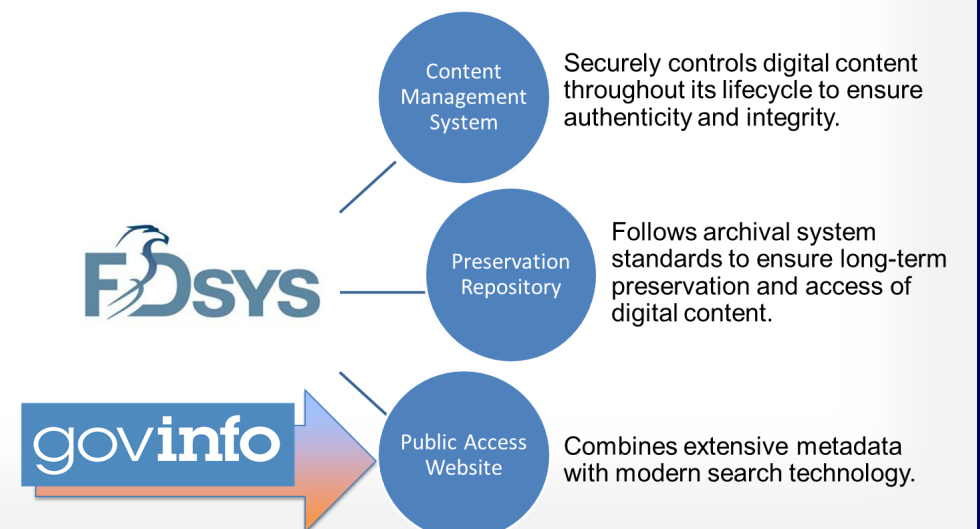 Content
Management
System
Securely controls digital content
throughout its lifecycle to ensure
authenticity and integrity.
FDsys
Preservation
Repository
Follows archival system
standards to ensure long-term
preservation and access of
digital content.
govinfo
Public Access
Website
Combines extensive metadata
with modern search technology.